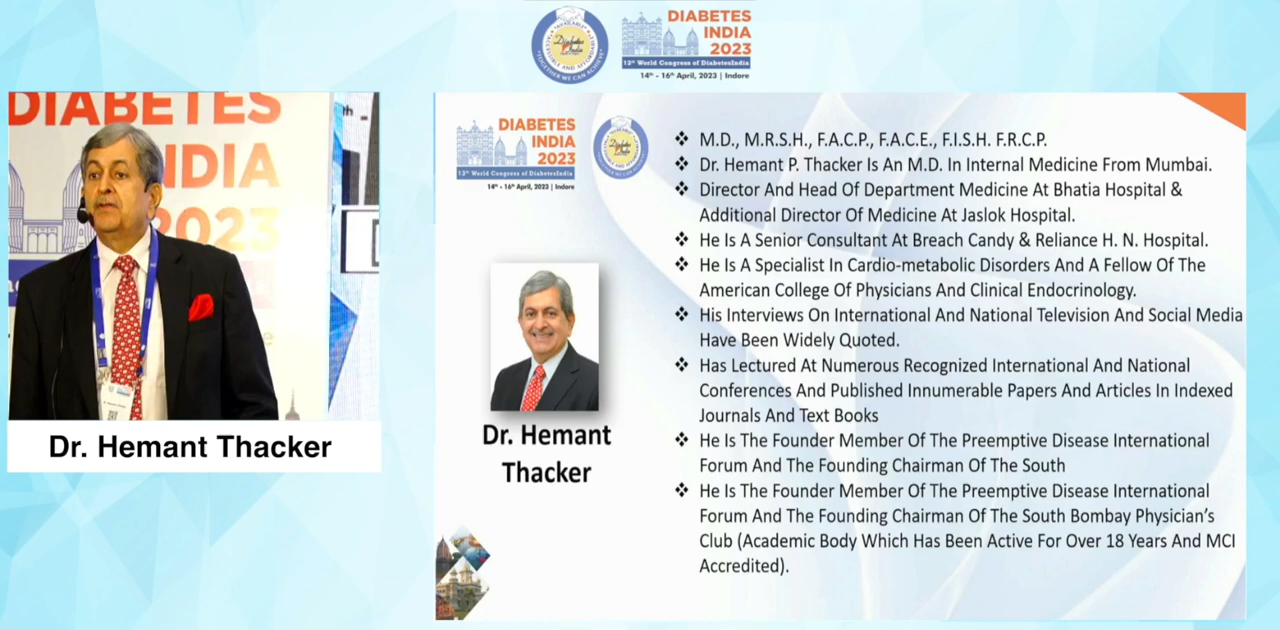 DIABETES
INDIA
2023
12th World Congress of DiabetesIndia
14th - 16th April, 2023 | Indore
Diabetes
India
TOGETHER WE CAN ACHIEVE
DIABETES
INDIA
2023
Dr. Hemant Thacker
DIABETES
INDIA
2023
12th World Congress of DiabetesIndia
14th - 16th April, 2023 | Indore
Dr. Hemant
Thacker
❖ M.D., M.R.S.H., F.A.C.P., F.A.C.E., F.I.S.H. F.R.C.P.
❖ Dr. Hemant P. Thacker Is An M.D. In Internal Medicine From Mumbai.
❖ Director And Head Of Department Medicine At Bhatia Hospital &
Additional Director Of Medicine At Jaslok Hospital.
❖ He Is A Senior Consultant At Breach Candy & Reliance H. N. Hospital.
❖ He Is A Specialist In Cardio-metabolic Disorders And A Fellow Of The
American College Of Physicians And Clinical Endocrinology.
❖ His Interviews On International And National Television And Social Media
Have Been Widely Quoted.
❖ Has Lectured At Numerous Recognized International And National
Conferences And Published Innumerable Papers And Articles In Indexed
Journals And Text Books
❖ He Is The Founder Member Of The Preemptive Disease International
Forum And The Founding Chairman Of The South
❖ He Is The Founder Member Of The Preemptive Disease International
Forum And The Founding Chairman Of The South Bombay Physician’s
Club (Academic Body Which Has Been Active For Over 18 Years And MCI
Accredited).